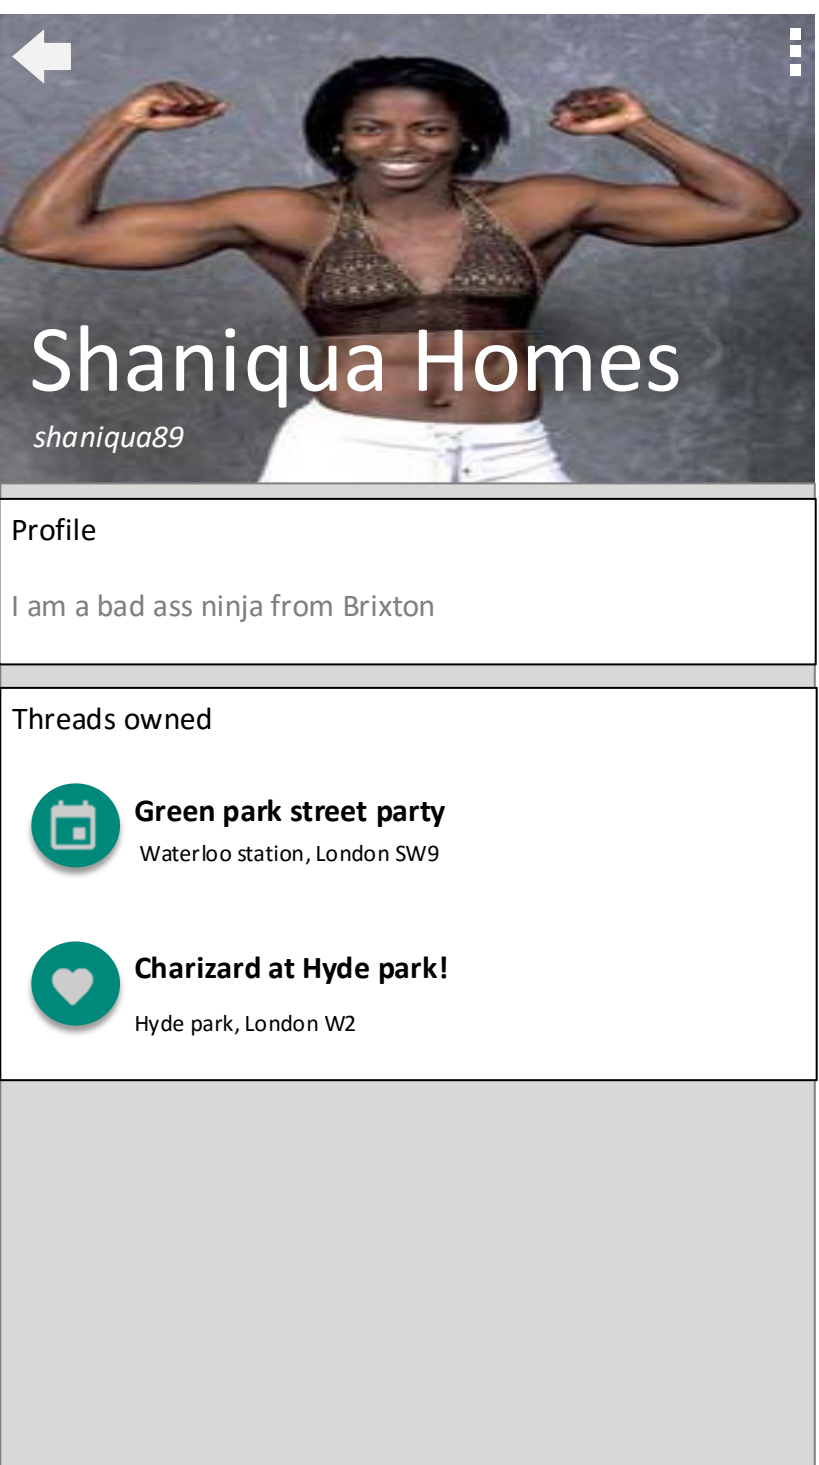 Shaniqua Homes
shaniqua89
Profile
I am a bad ass ninja from Brixton
Threads owned
Green park street party
Waterloo station, London SW9
Charizard at Hyde park!
Hyde park, London W2